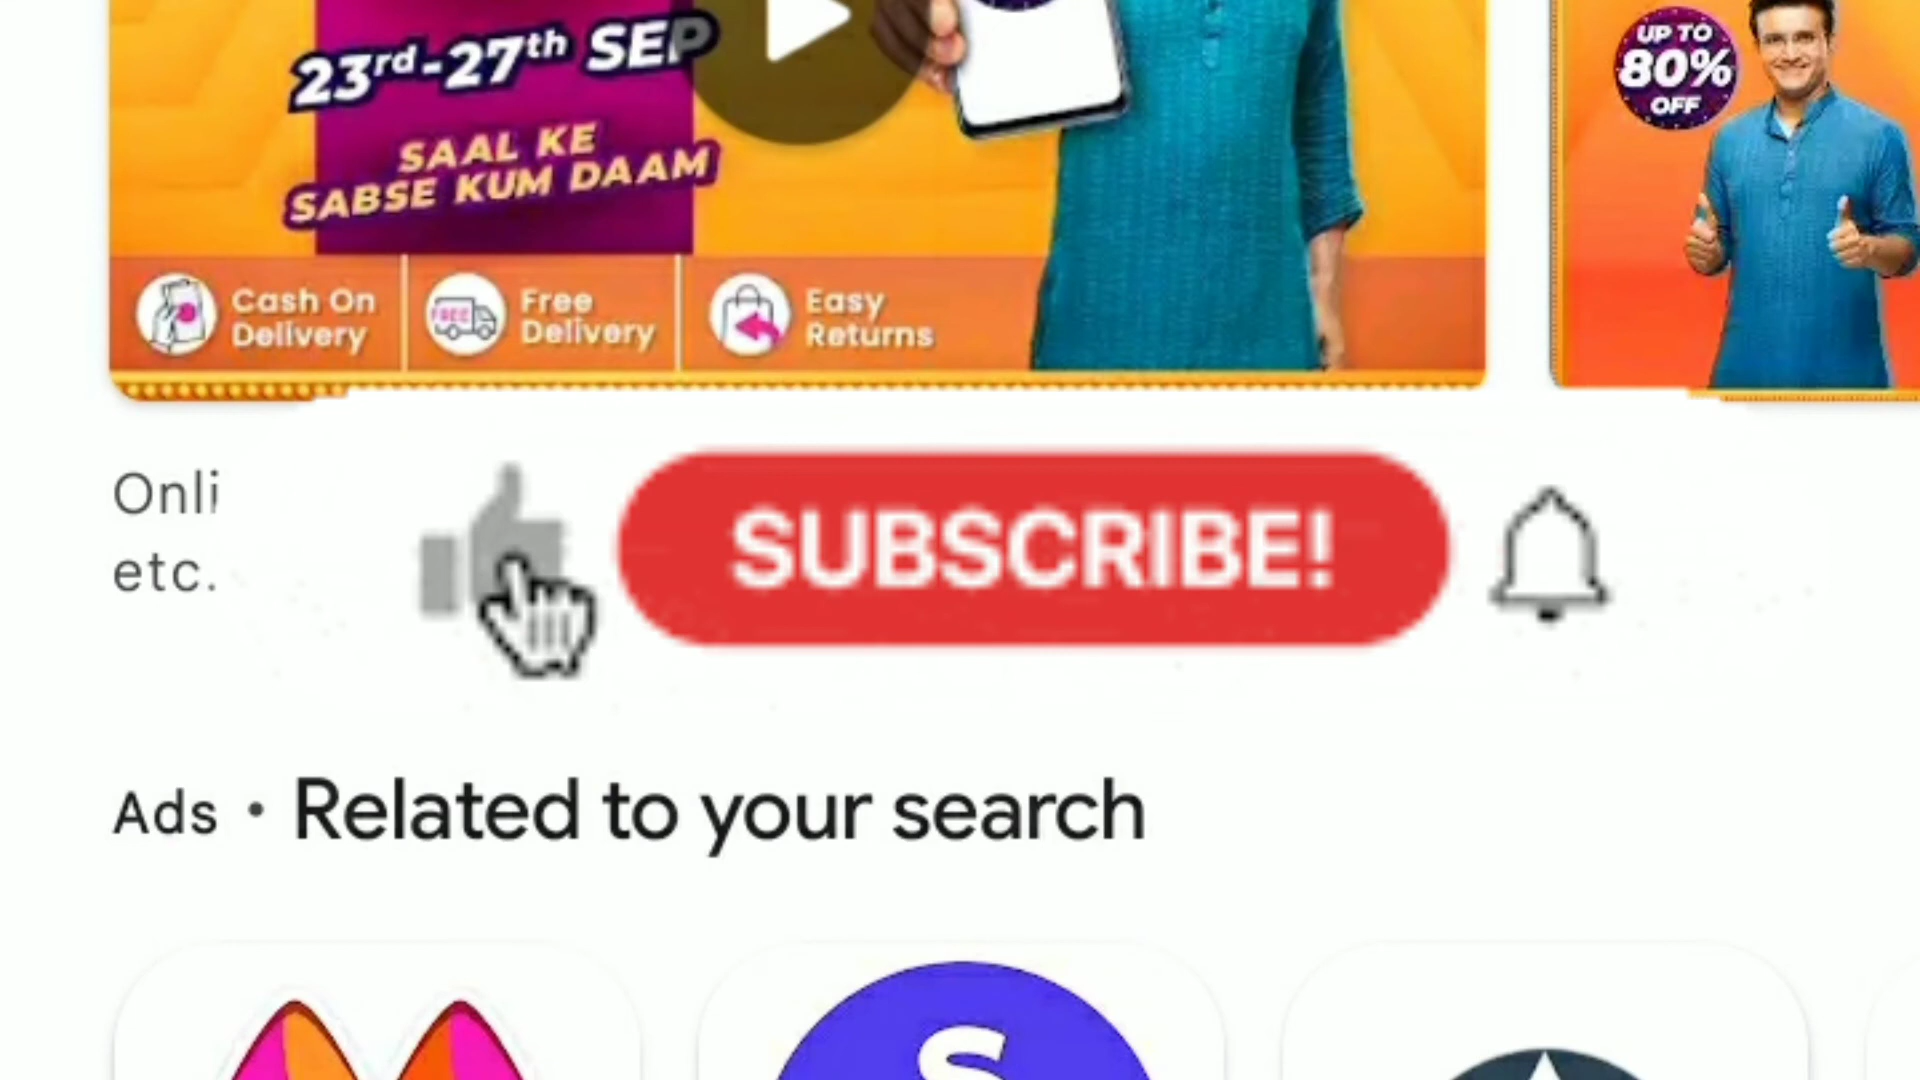 23rd-27th SEP
SAAL KE
SABSE KUM DAAM
UP TO
80%
OFF
Cash On
Delivery
FREE
Free
Delivery
Easy
Returns
Onli
etc.
SUBSCRIBE!
Ads • Related to your search
S